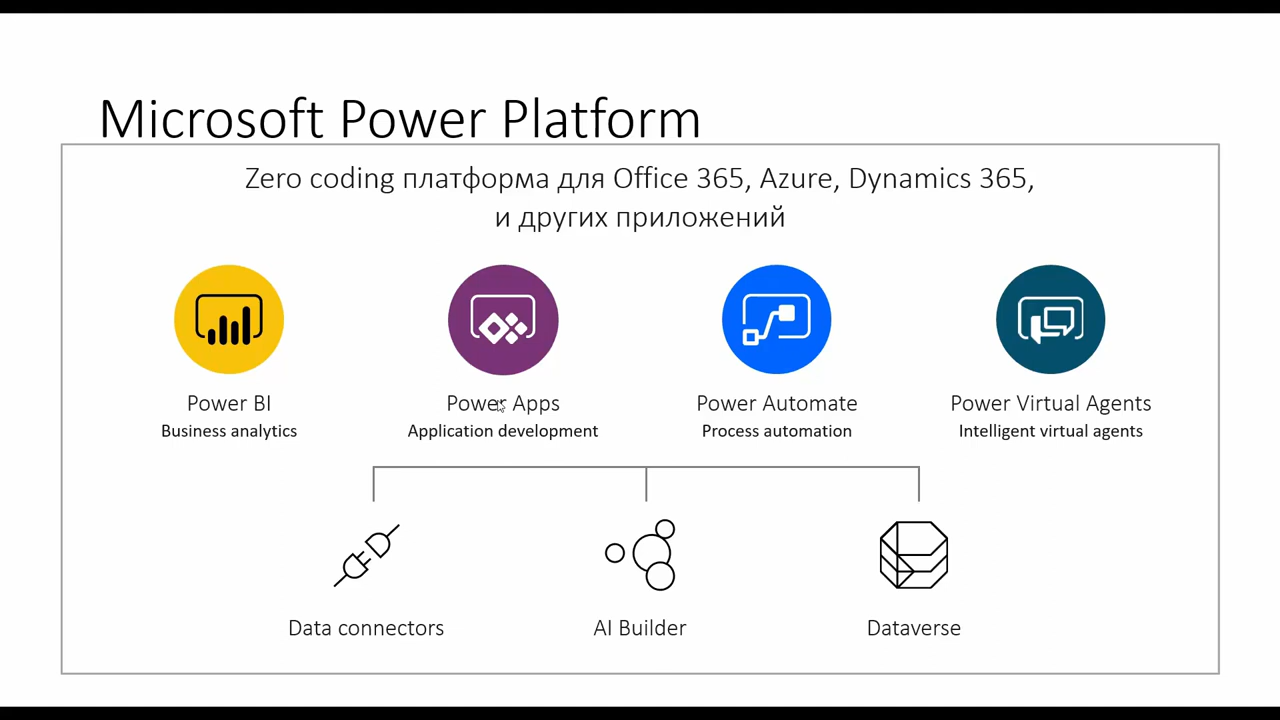 Microsoft Power Platform
Zero coding платформа для Office 365, Azure, Dynamics 365,
и других приложений
Power BI
Business analytics
Power Apps
Application development
Power Automate
Process automation
Power Virtual Agents
Intelligent virtual agents
Data connectors
AI Builder
Dataverse